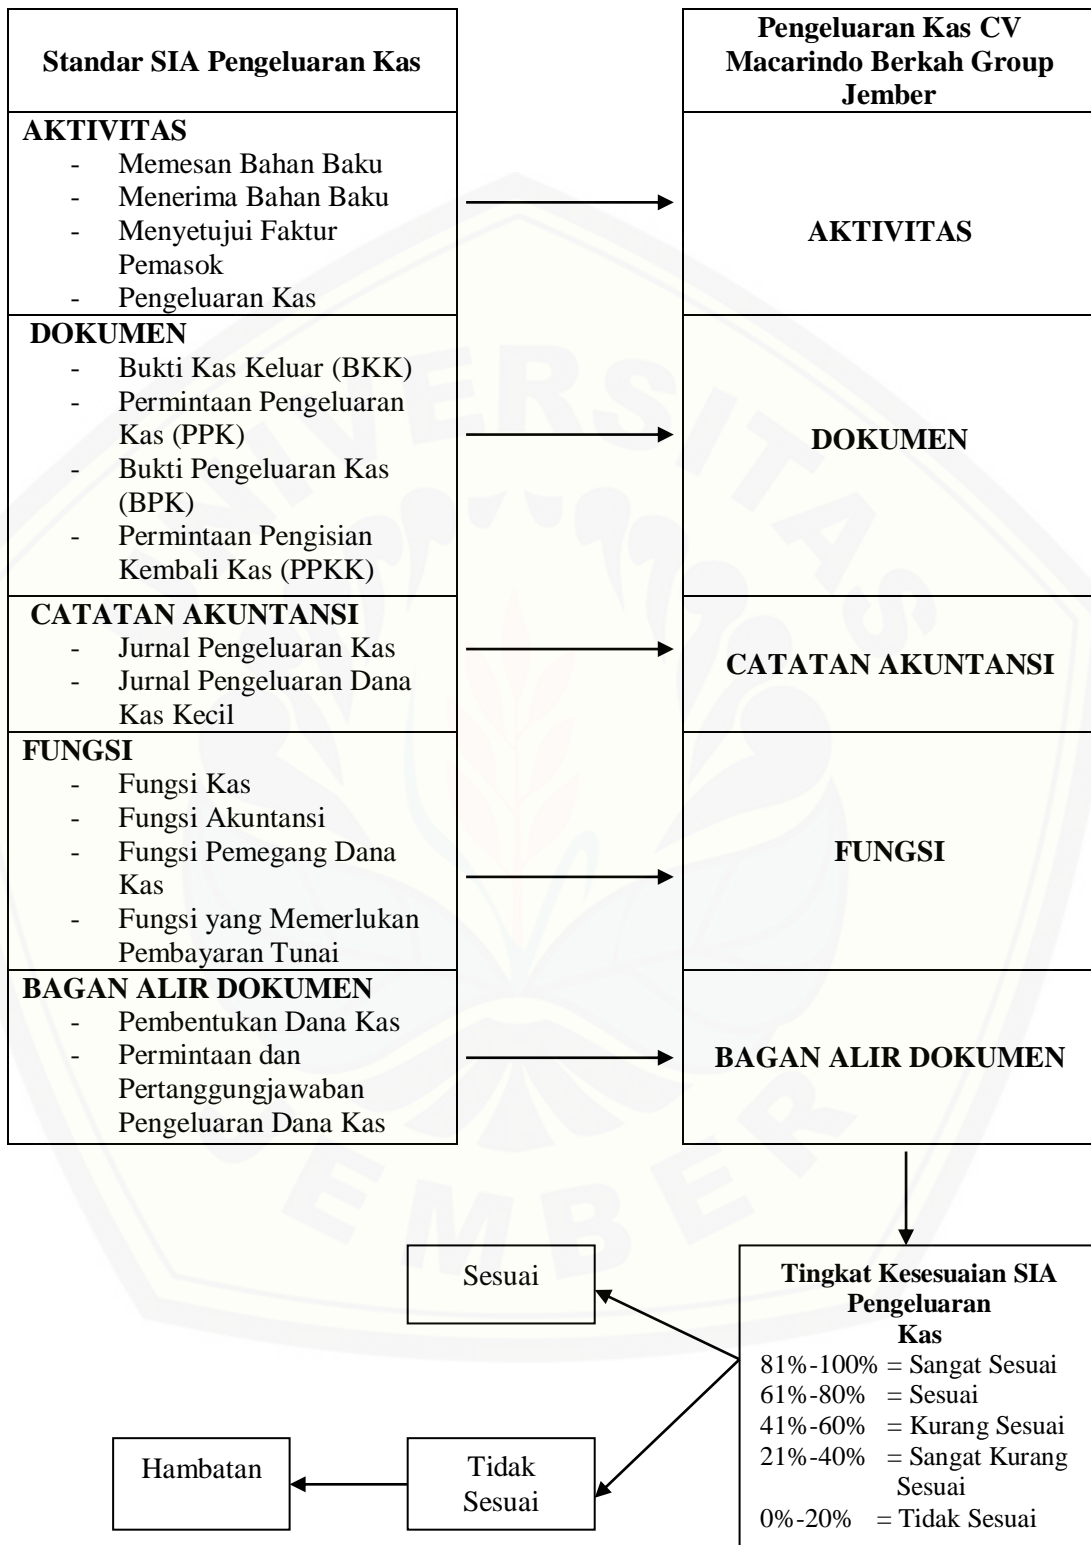 Standar SIA Pengeluaran Kas
Pengeluaran Kas CV
Macarindo Berkah Group
Jember
AKTIVITAS
- Memesan Bahan Baku
- Menerima Bahan Baku
- Menyetujui Faktur
Pemasok
- Pengeluaran Kas
AKTIVITAS
DOKUMEN
- Bukti Kas Keluar (BKK)
- Permintaan Pengeluaran
Kas (PPK)
- Bukti Pengeluaran Kas
(BPK)
- Permintaan Pengisian
Kembali Kas (PPKK)
DOKUMEN
CATATAN AKUNTANSI
- Jurnal Pengeluaran Kas
- Jurnal Pengeluaran Dana
Kas Kecil
CATATAN AKUNTANSI
FUNGSI
- Fungsi Kas
- Fungsi Akuntansi
- Fungsi Pemegang Dana
Kas
- Fungsi yang Memerlukan
Pembayaran Tunai
FUNGSI
BAGAN ALIR DOKUMEN
- Pembentukan Dana Kas
- Permintaan dan
Pertanggungjawaban
Pengeluaran Dana Kas
BAGAN ALIR DOKUMEN
Tingkat Kesesuaian SIA
Pengeluaran
Kas
81%-100% = Sangat Sesuai
61%-80% = Sesuai
41%-60% = Kurang Sesuai
21%-40% = Sangat Kurang
Sesuai
0%-20% = Tidak Sesuai
Sesuai
Tidak
Sesuai
Hambatan
UNIVERSITAS
JEMBER